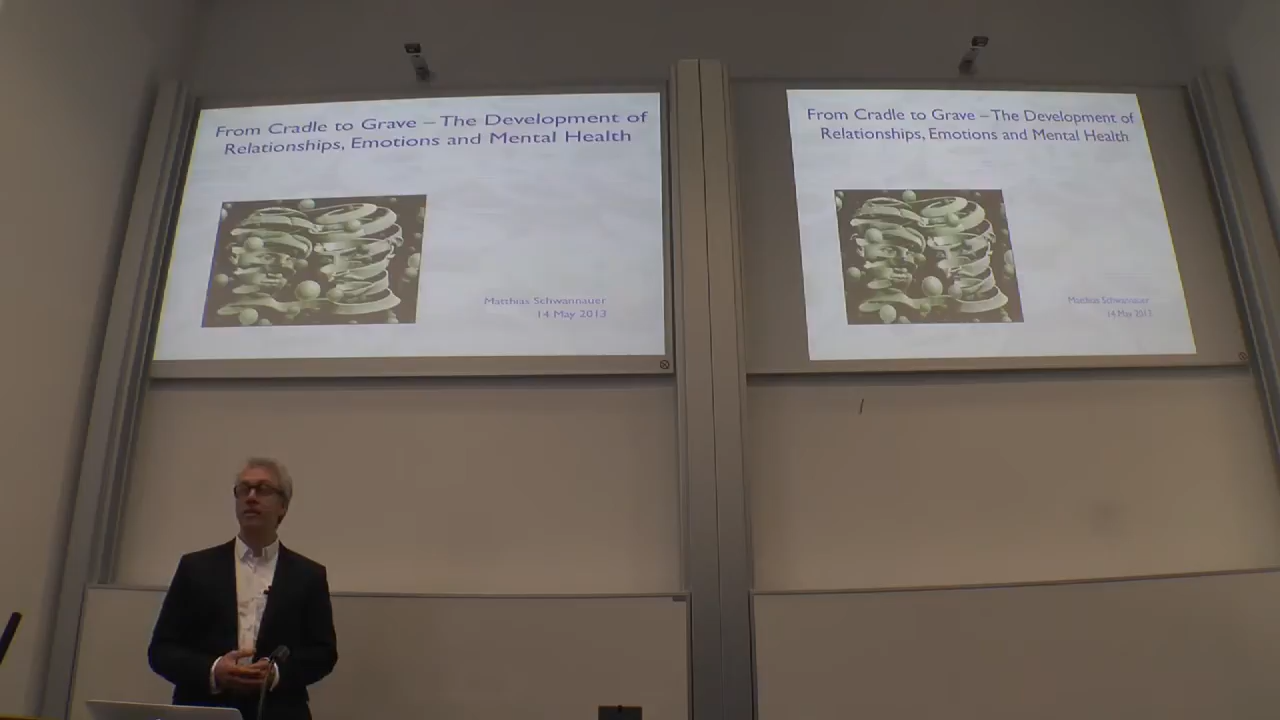 From Cradle to Grave – The Development of
Relationships, Emotions and Mental Health
Matthias Schwannauer
14 May 2013
From Cradle to Grave – The Development of
Relationships, Emotions and Mental Health
Matthias Schwannauer
14 May 2013